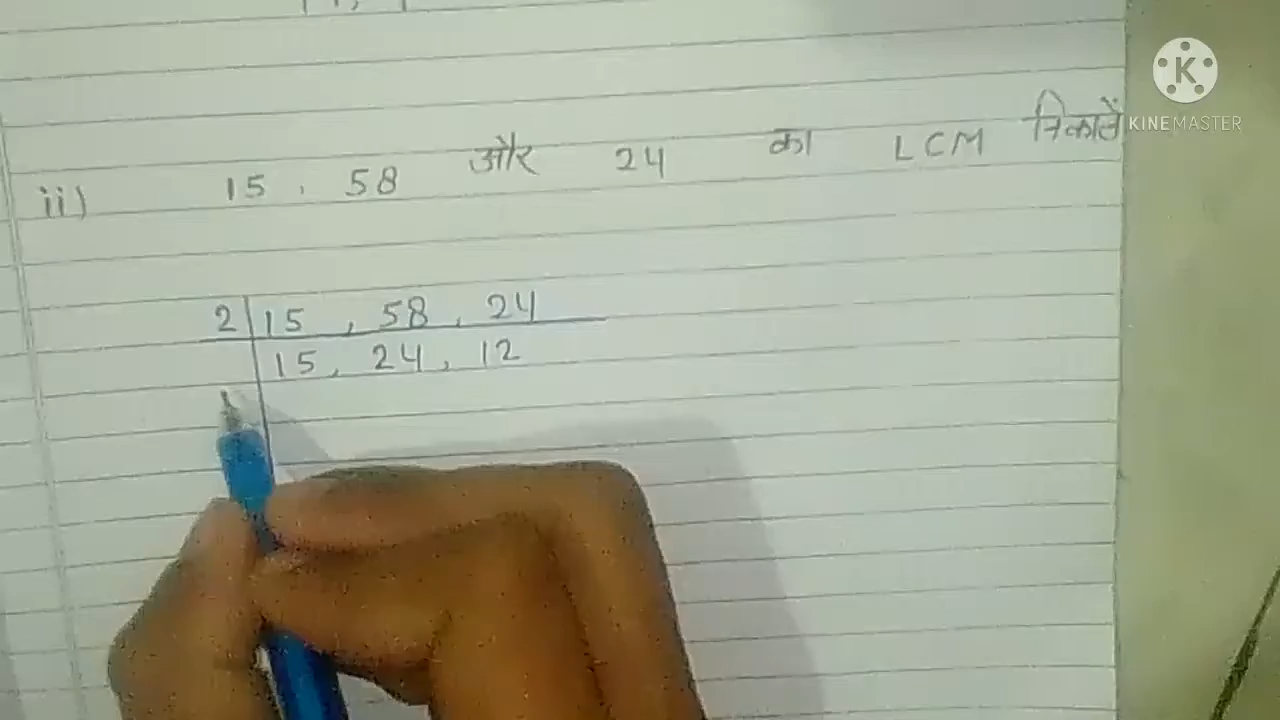 ii) 15, 58 और 24 का LCM निकालें
2 15, 58, 24
15, 24, 12
K
KINEMASTER